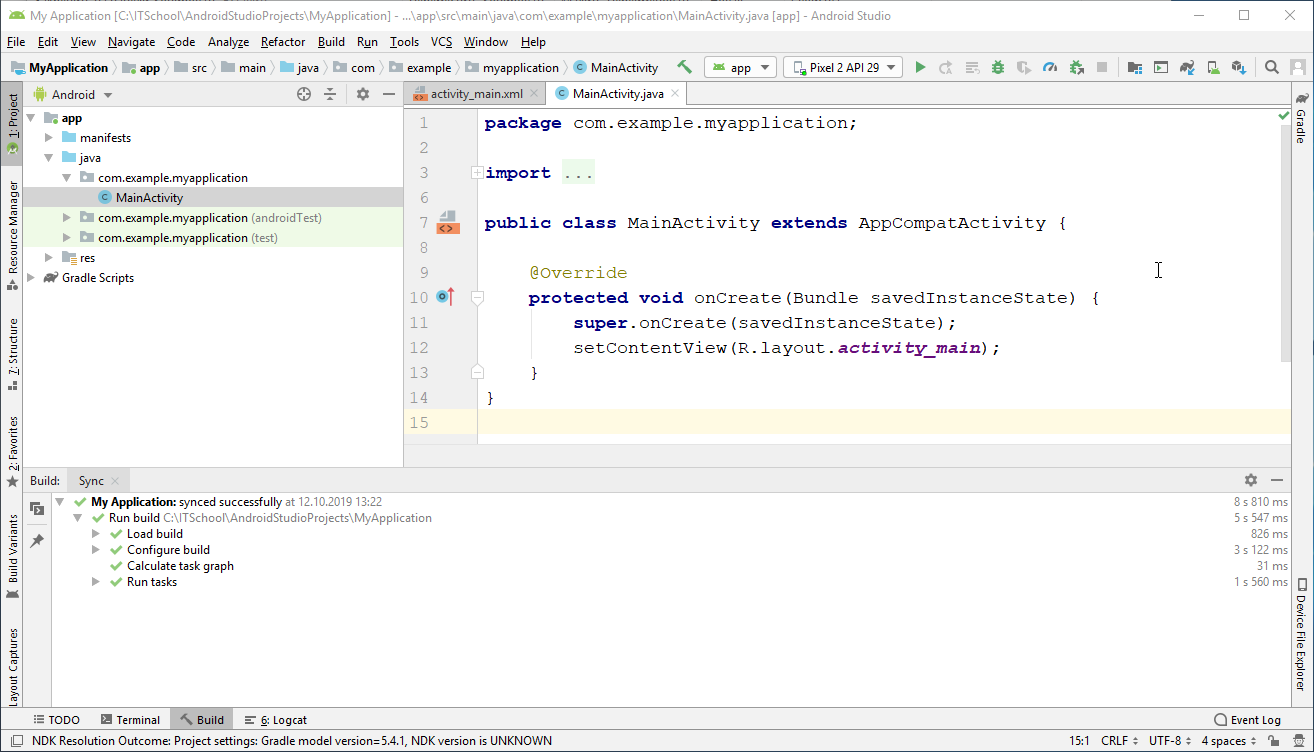 My Application [C:\ITSchool\AndroidStudioProjects\MyApplication] - ...\app\src\main\java\com\example\myapplication\MainActivity.java [app] - Android Studio
File Edit View Navigate Code Analyze Refactor Build Run Tools VCS Window Help
MyApplication app src main java com example myapplication MainActivity app Pixel 2 API 29
1: Project
Resource Manager
7: Structure
2: Favorites
Build Variants
Layout Captures
Android
app
manifests
java
com.example.myapplication
MainActivity
com.example.myapplication (androidTest)
com.example.myapplication (test)
res
Gradle Scripts
activity_main.xml MainActivity.java
1 package com.example.myapplication;
2
3 import ...
6
7 public class MainActivity extends AppCompatActivity {
8
9 @Override
10 protected void onCreate(Bundle savedInstanceState) {
11 super.onCreate(savedInstanceState);
12 setContentView(R.layout.activity_main);
13 }
14 }
15
Gradle
Device File Explorer
Build: Sync
My Application: synced successfully at 12.10.2019 13:22 8 s 810 ms
Run build C:\ITSchool\AndroidStudioProjects\MyApplication 5 s 547 ms
Load build 826 ms
Configure build 3 s 122 ms
Calculate task graph 31 ms
Run tasks 1 s 560 ms
TODO Terminal Build 6: Logcat Event Log
NDK Resolution Outcome: Project settings: Gradle model version=5.4.1, NDK version is UNKNOWN 15:1 CRLF UTF-8 4 spaces